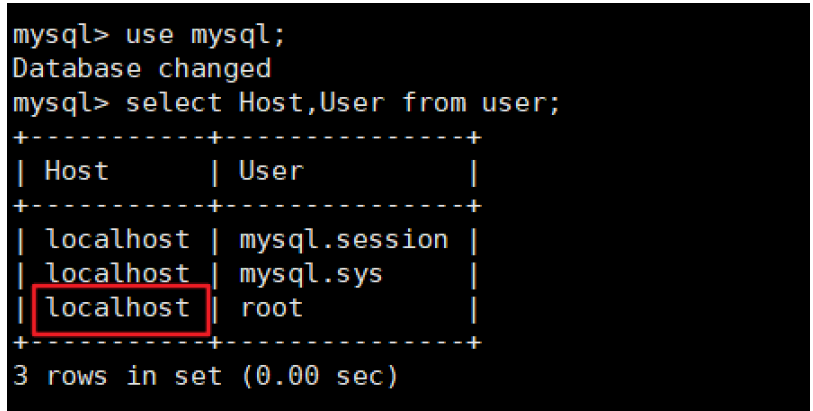 mysql> use mysql;
Database changed
mysql> select Host,User from user;
+-----------+---------------+
| Host      | User          |
+-----------+---------------+
| localhost | mysql.session |
| localhost | mysql.sys     |
| localhost | root          |
+-----------+---------------+
3 rows in set (0.00 sec)